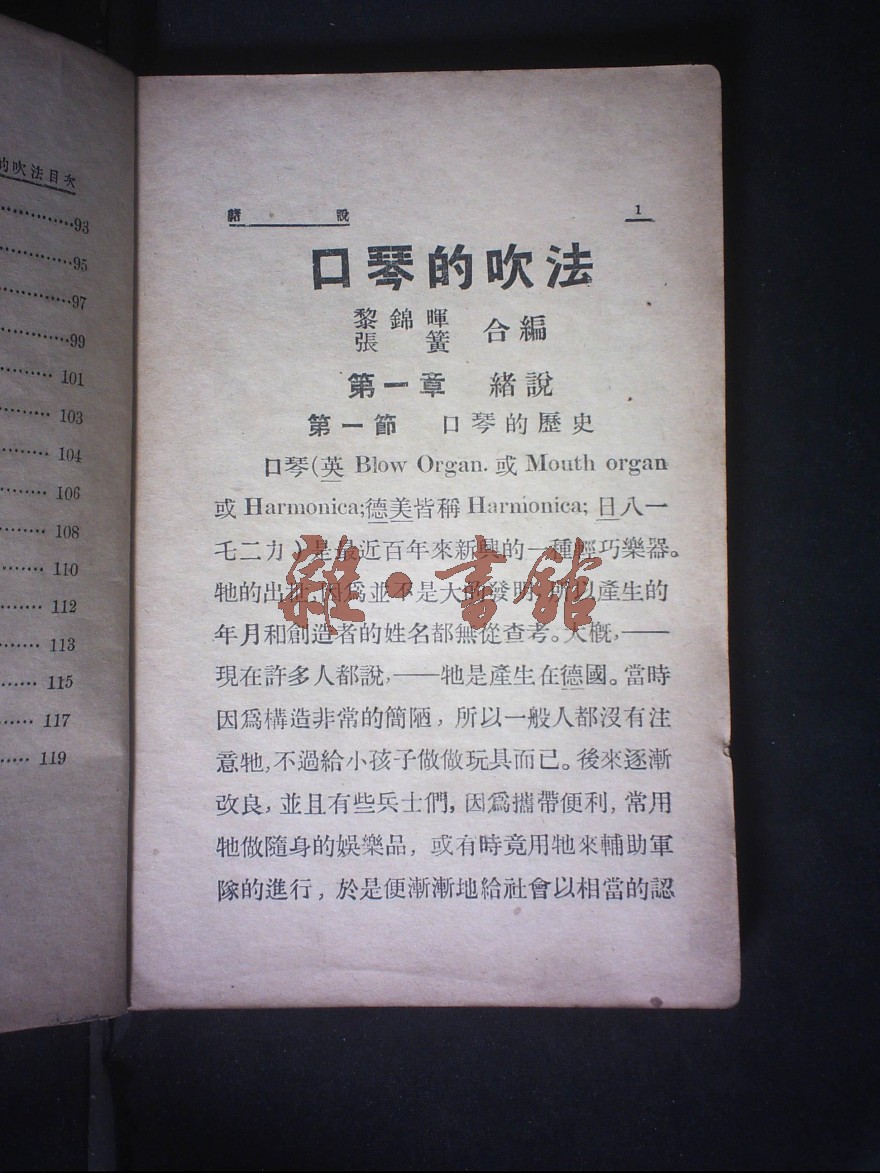 的吹法目次
93
95
97
99
101
103
104
106
108
110
112
113
115
117
119
緒 說 1
口琴的吹法
黎錦暉
張簧 合編
第一章 緒說
第一節 口琴的歷史
口琴(英 Blow Organ. 或 Mouth organ
或 Harmonica;德美皆稱 Harmonica; 日八一
モ二カ)是最近百年來新興的一種輕巧樂器。
牠的出世,因爲並不是大的發明,所以產生的
年月和創造者的姓名都無從查考。大概,——
現在許多人都說,——牠是產生在德國。當時
因爲構造非常的簡陋,所以一般人都沒有注
意牠,不過給小孩子做做玩具而已。後來逐漸
改良,並且有些兵士們,因爲攜帶便利,常用
牠做隨身的娛樂品,或有時竟用牠來輔助軍
隊的進行,於是便漸漸地給社會以相當的認
雜·書館